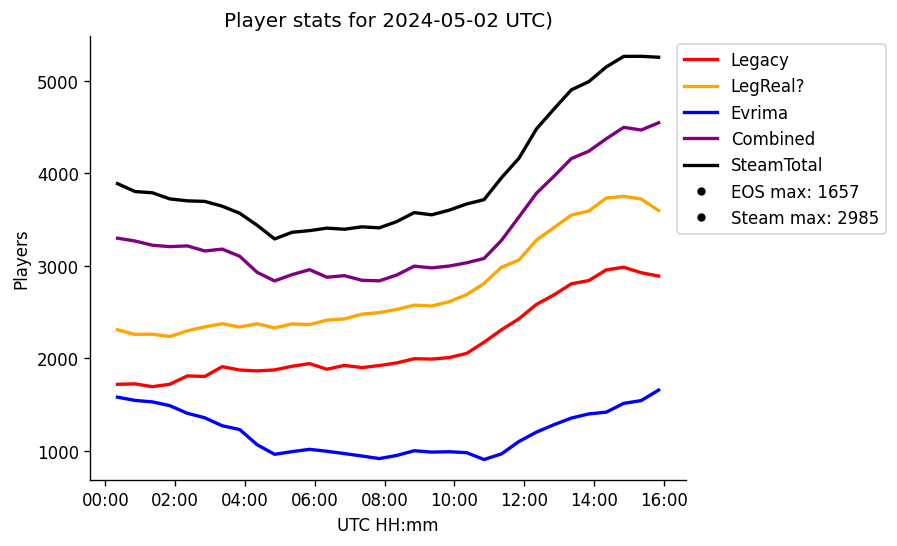 Player stats for 2024-05-02 UTC)
Legacy
LegReal?
Evrima
Combined
SteamTotal
EOS max: 1657
Steam max: 2985
Players
5000
4000
3000
2000
1000
00:00 02:00 04:00 06:00 08:00 10:00 12:00 14:00 16:00
UTC HH:mm